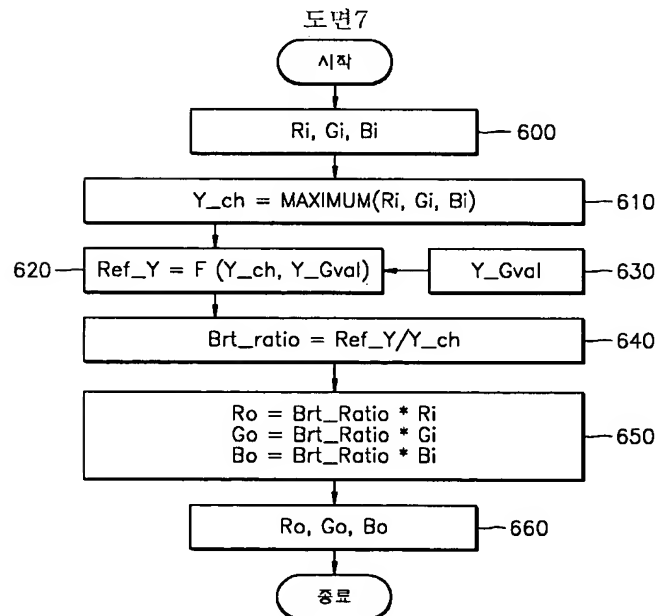 도면7
시작
Ri, Gi, Bi
600
Y_ch = MAXIMUM(Ri, Gi, Bi)
610
620
Ref_Y = F (Y_ch, Y_Gval)
Y_Gval
630
Brt_ratio = Ref_Y/Y_ch
640
Ro = Brt_Ratio * Ri
Go = Brt_Ratio * Gi
Bo = Brt_Ratio * Bi
650
Ro, Go, Bo
660
종료